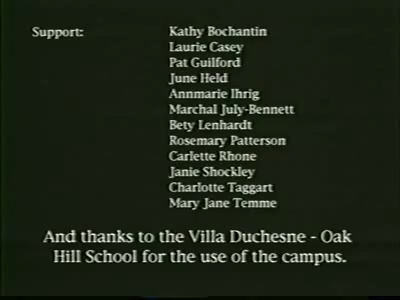 Support: Kathy Bochantin
Laurie Casey
Pat Guilford
June Held
Annmarie Ihrig
Marchal July-Bennett
Bety Lenhardt
Rosemary Patterson
Carlette Rhone
Janie Shockley
Charlotte Taggart
Mary Jane Temme
And thanks to the Villa Duchesne - Oak
Hill School for the use of the campus.